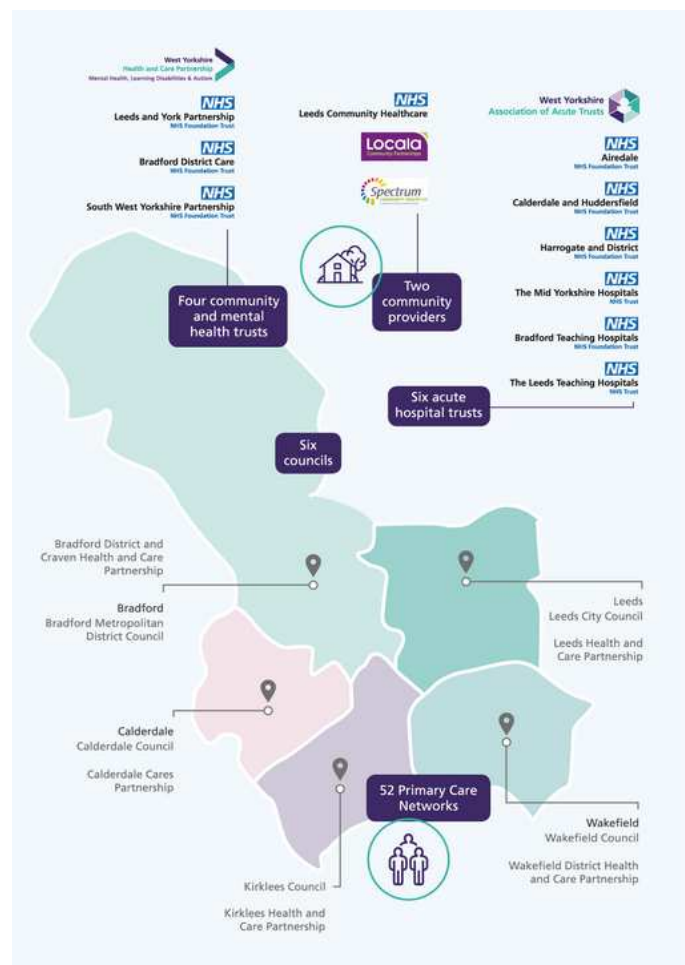 West Yorkshire
Health and Care Partnership
Mental Health, Learning Disabilities & Autism
NHS
Leeds and York Partnership
NHS Foundation Trust
NHS
Bradford District Care
NHS Foundation Trust
NHS
South West Yorkshire Partnership
NHS Foundation Trust
Four community
and mental
health trusts
NHS
Leeds Community Healthcare
Locala
Community Partnerships
Spectrum
Two
community
providers
West Yorkshire
Association of Acute Trusts
NHS
Airedale
NHS Foundation Trust
NHS
Calderdale and Huddersfield
NHS Foundation Trust
NHS
Harrogate and District
NHS Foundation Trust
NHS
The Mid Yorkshire Hospitals
NHS Trust
NHS
Bradford Teaching Hospitals
NHS Foundation Trust
NHS
The Leeds Teaching Hospitals
NHS Trust
Six acute
hospital trusts
Six
councils
Bradford District and
Craven Health and Care
Partnership
Bradford
Bradford Metropolitan
District Council
Leeds
Leeds City Council
Leeds Health and
Care Partnership
Calderdale
Calderdale Council
Calderdale Cares
Partnership
52 Primary Care
Networks
Wakefield
Wakefield Council
Wakefield District Health
and Care Partnership
Kirklees Council
Kirklees Health and
Care Partnership